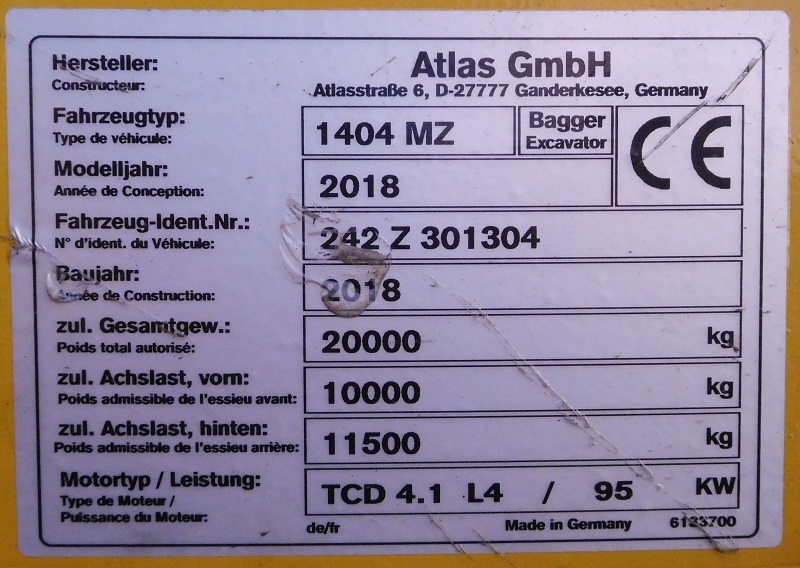 Hersteller: Atlas GmbH
Constructeur: Atlasstraße 6, D-27777 Ganderkesee, Germany
Fahrzeugtyp: 1404 MZ Bagger CE
Type de véhicule: Excavator
Modelljahr: 2018
Année de Conception:
Fahrzeug-Ident.Nr.: 242 Z 301304
N° d'ident. du Véhicule:
Baujahr: 2018
Année de Construction:
zul. Gesamtgew.: 20000 kg
Poids total autorisé:
zul. Achslast, vorn: 10000 kg
Poids admissible de l'essieu avant:
zul. Achslast, hinten: 11500 kg
Poids admissible de l'essieu arrière:
Motortyp / Leistung: TCD 4.1 L4 / 95 KW
Type de Moteur /
Puissance du Moteur:
de/fr Made in Germany 6133700